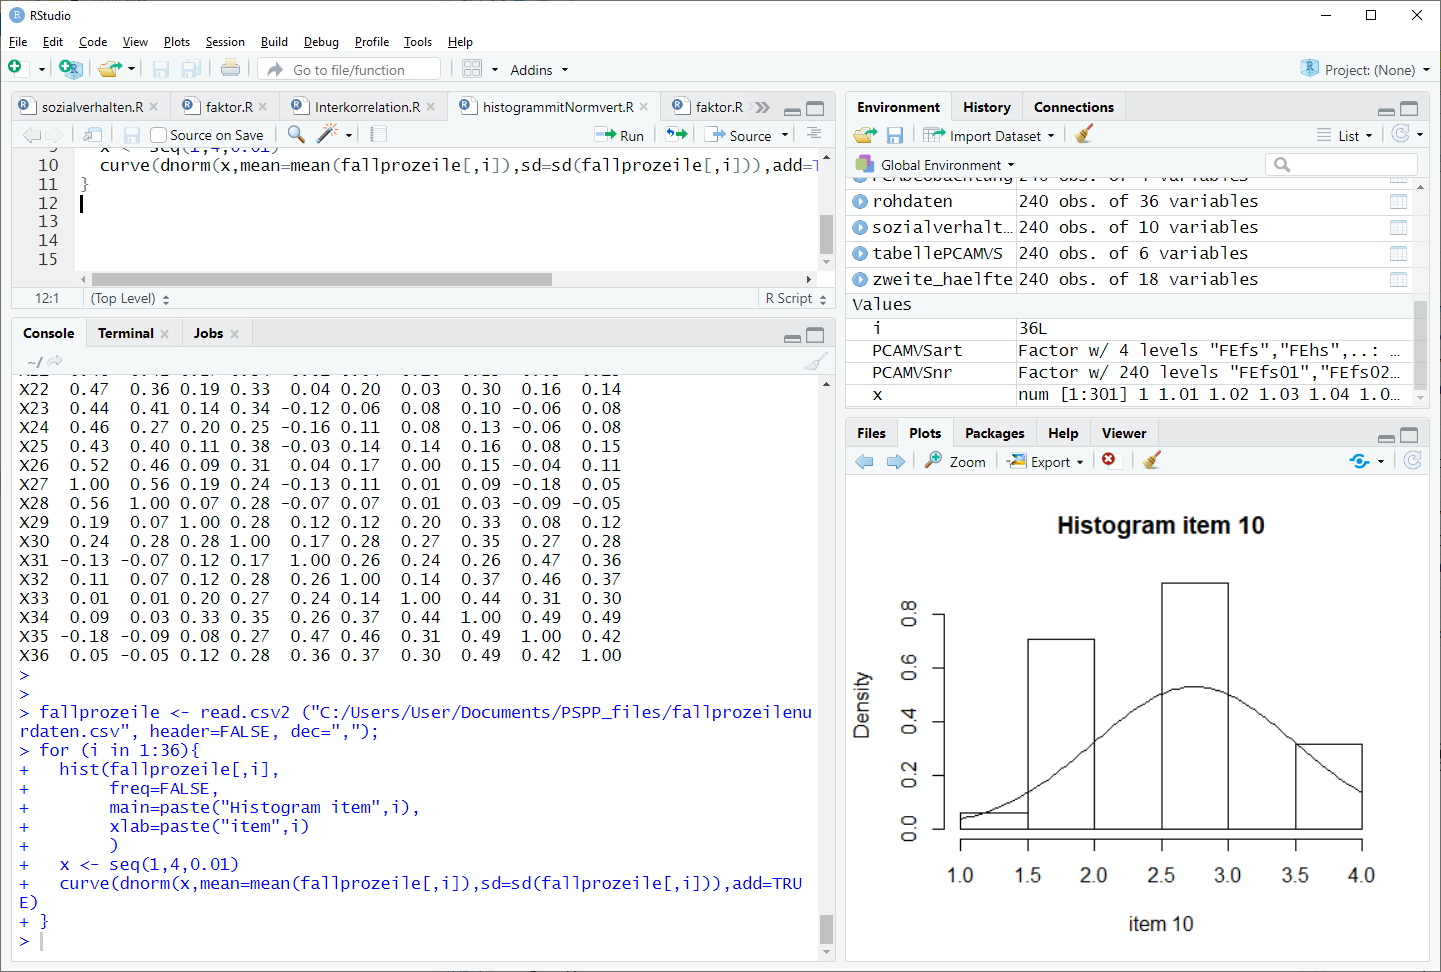 RStudio
File Edit Code View Plots Session Build Debug Profile Tools Help
Go to file/function Addins Project: (None)
sozialverhalten.R faktor.R Interkorrelation.R histogrammitNormvert.R faktor.R
Source on Save Run Source
9 x <- seq(1,4,0.01)
10 curve(dnorm(x,mean=mean(fallprozeile[,i]),sd=sd(fallprozeile[,i])),add=T
11 }
12
13
14
15
12:1 (Top Level) R Script
Console Terminal Jobs
~/
X22 0.47 0.36 0.19 0.33 0.04 0.20 0.03 0.30 0.16 0.14
X23 0.44 0.41 0.14 0.34 -0.12 0.06 0.08 0.10 -0.06 0.08
X24 0.46 0.27 0.20 0.25 -0.16 0.11 0.08 0.13 -0.06 0.08
X25 0.43 0.40 0.11 0.38 -0.03 0.14 0.14 0.16 0.08 0.15
X26 0.52 0.46 0.09 0.31 0.04 0.17 0.00 0.15 -0.04 0.11
X27 1.00 0.56 0.19 0.24 -0.13 0.11 0.01 0.09 -0.18 0.05
X28 0.56 1.00 0.07 0.28 -0.07 0.07 0.01 0.03 -0.09 -0.05
X29 0.19 0.07 1.00 0.28 0.12 0.12 0.20 0.33 0.08 0.12
X30 0.24 0.28 0.28 1.00 0.17 0.28 0.27 0.35 0.27 0.28
X31 -0.13 -0.07 0.12 0.17 1.00 0.26 0.24 0.26 0.47 0.36
X32 0.11 0.07 0.12 0.28 0.26 1.00 0.14 0.37 0.46 0.37
X33 0.01 0.01 0.20 0.27 0.24 0.14 1.00 0.44 0.31 0.30
X34 0.09 0.03 0.33 0.35 0.26 0.37 0.44 1.00 0.49 0.49
X35 -0.18 -0.09 0.08 0.27 0.47 0.46 0.31 0.49 1.00 0.42
X36 0.05 -0.05 0.12 0.28 0.36 0.37 0.30 0.49 0.42 1.00
>
>
> fallprozeile <- read.csv2 ("C:/Users/User/Documents/PSPP_files/fallprozeilenu
rdaten.csv", header=FALSE, dec=",");
> for (i in 1:36){
+ hist(fallprozeile[,i],
+ freq=FALSE,
+ main=paste("Histogram item",i),
+ xlab=paste("item",i)
+ )
+ x <- seq(1,4,0.01)
+ curve(dnorm(x,mean=mean(fallprozeile[,i]),sd=sd(fallprozeile[,i])),add=TRU
E)
+ }
>
Environment History Connections
Import Dataset List
Global Environment
PCAbeobachtung 240 obs. of 4 variables
rohdaten 240 obs. of 36 variables
sozialverhalt… 240 obs. of 10 variables
tabellePCAMVS 240 obs. of 6 variables
zweite_haelfte 240 obs. of 18 variables
Values
i 36L
PCAMVSart Factor w/ 4 levels "FEfs","FEhs",..: …
PCAMVSnr Factor w/ 240 levels "FEfs01","FEfs02…
x num [1:301] 1 1.01 1.02 1.03 1.04 1.0…
Files Plots Packages Help Viewer
Zoom Export
Histogram item 10
Density
0.8
0.6
0.4
0.2
0.0
1.0 1.5 2.0 2.5 3.0 3.5 4.0
item 10